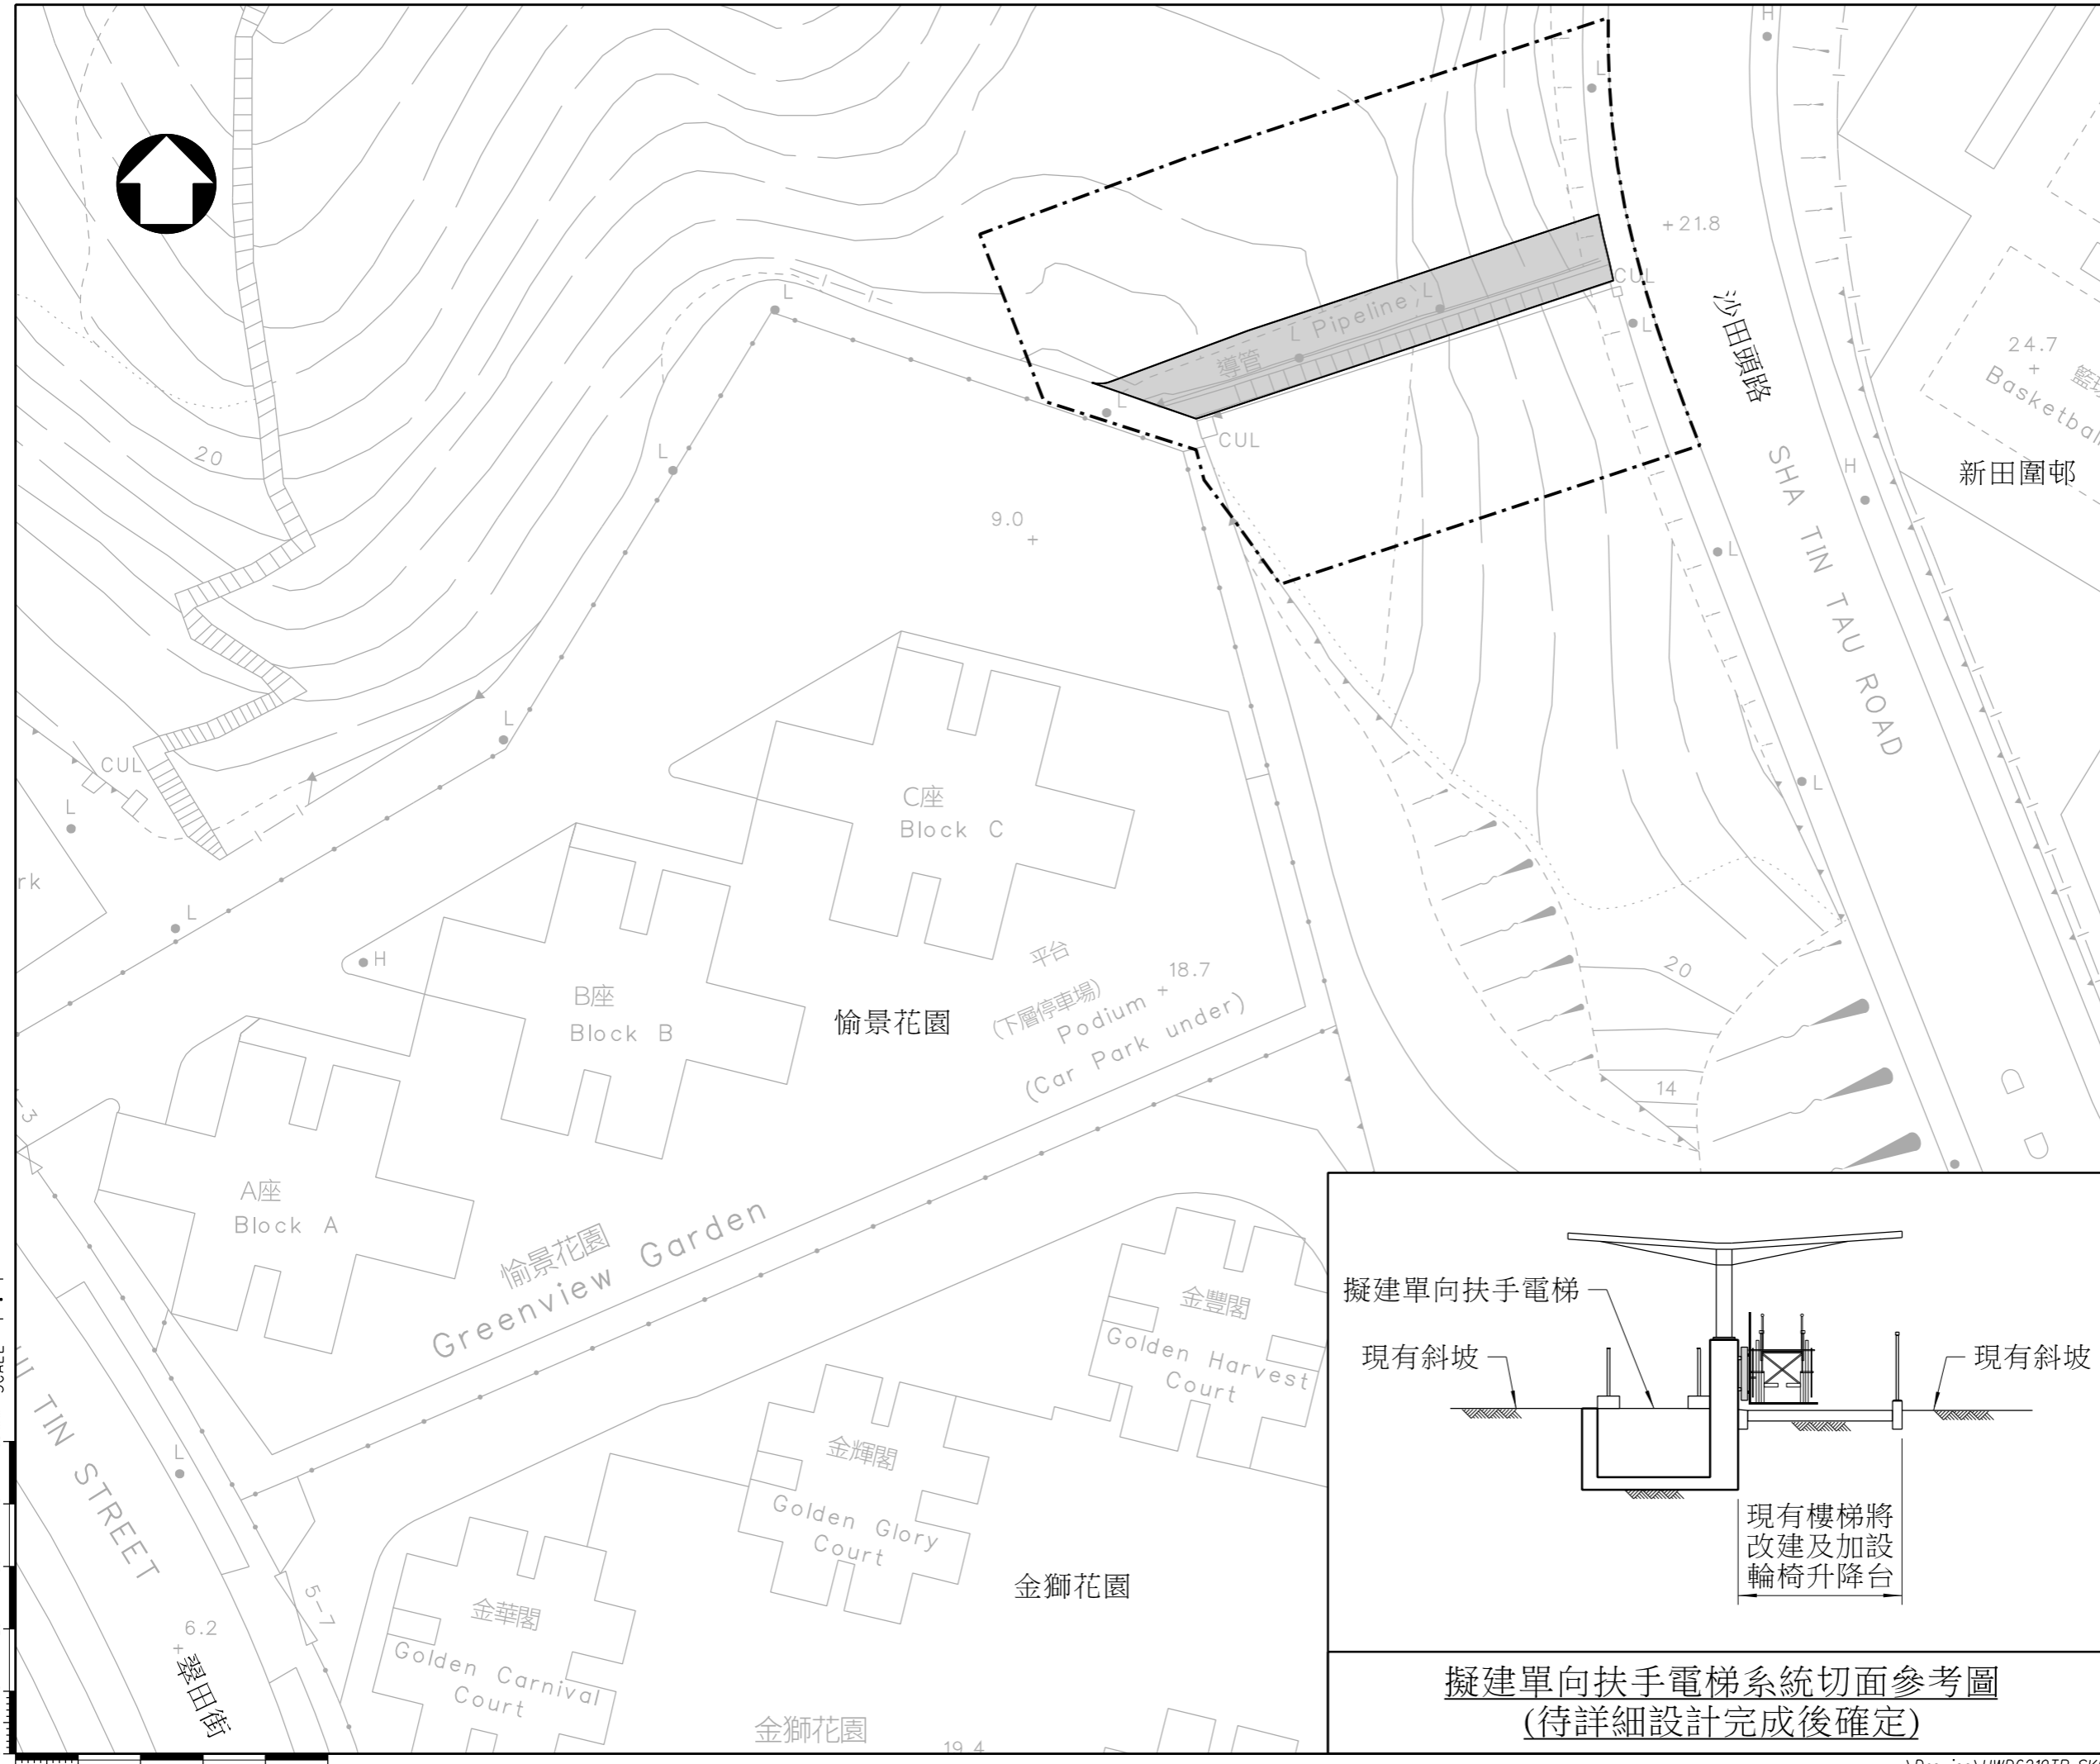 H
L
+21.8
CUL
沙田頭路
SHA TIN TAU ROAD
24.7
+
Basketbal
新田圍邨
H
L
L
導管
L Pipeline
L
L
CUL
L
L
20
9.0
+
L
L
CUL
L
rk
L
H
C座
Block C
B座
Block B
A座
Block A
愉景花園
平台
(下層停車場)
Podium + 18.7
(Car Park under)
愉景花園
Greenview Garden
20
14
L
TIN STREET
6.2
+
翠田街
5-7
金豐閣
Golden Harvest
Court
金輝閣
Golden Glory
Court
金華閣
Golden Carnival
Court
金獅花園
金獅花園
19.4
擬建單向扶手電梯
現有斜坡
現有斜坡
現有樓梯將
改建及加設
輪椅升降台
擬建單向扶手電梯系統切面參考圖
(待詳細設計完成後確定)